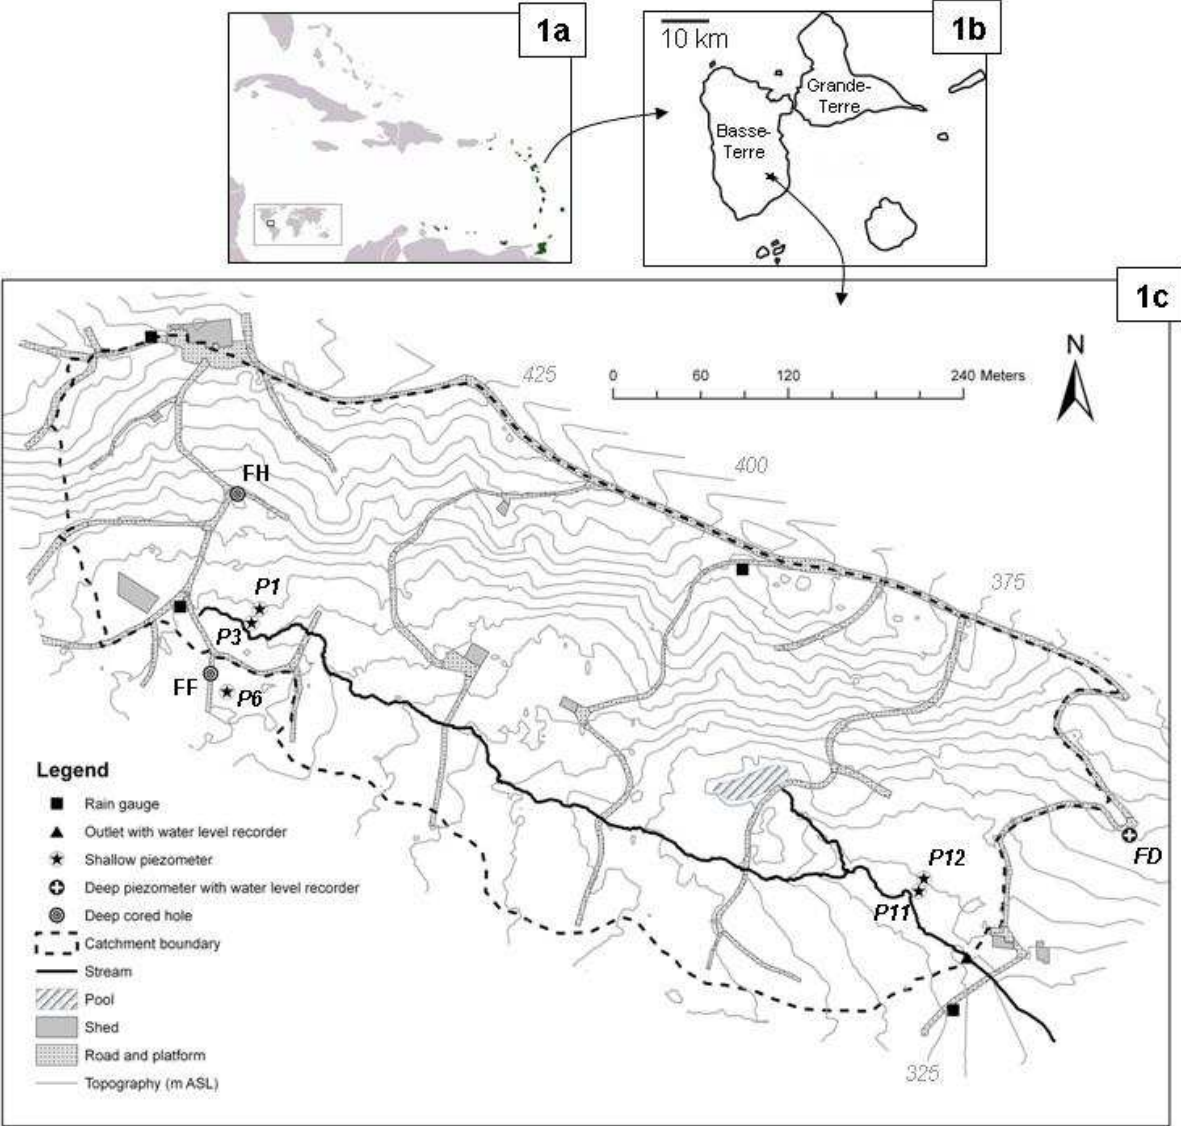 1a
1b
10 km
Grande-
Terre
Basse-
Terre
1c
N
425
0 60 120 240 Meters
400
FH
375
P1
P3
FF
P6
Legend
Rain gauge
Outlet with water level recorder
Shallow piezometer
Deep piezometer with water level recorder
Deep cored hole
Catchment boundary
Stream
Pool
Shed
Road and platform
Topography (m ASL)
P12
FD
P11
325